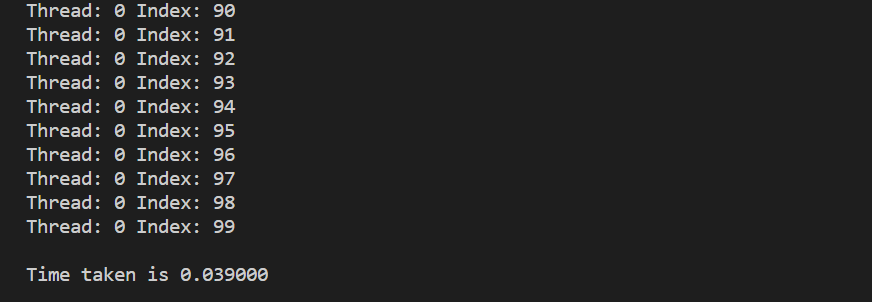 Thread: 0 Index: 90
Thread: 0 Index: 91
Thread: 0 Index: 92
Thread: 0 Index: 93
Thread: 0 Index: 94
Thread: 0 Index: 95
Thread: 0 Index: 96
Thread: 0 Index: 97
Thread: 0 Index: 98
Thread: 0 Index: 99
Time taken is 0.039000